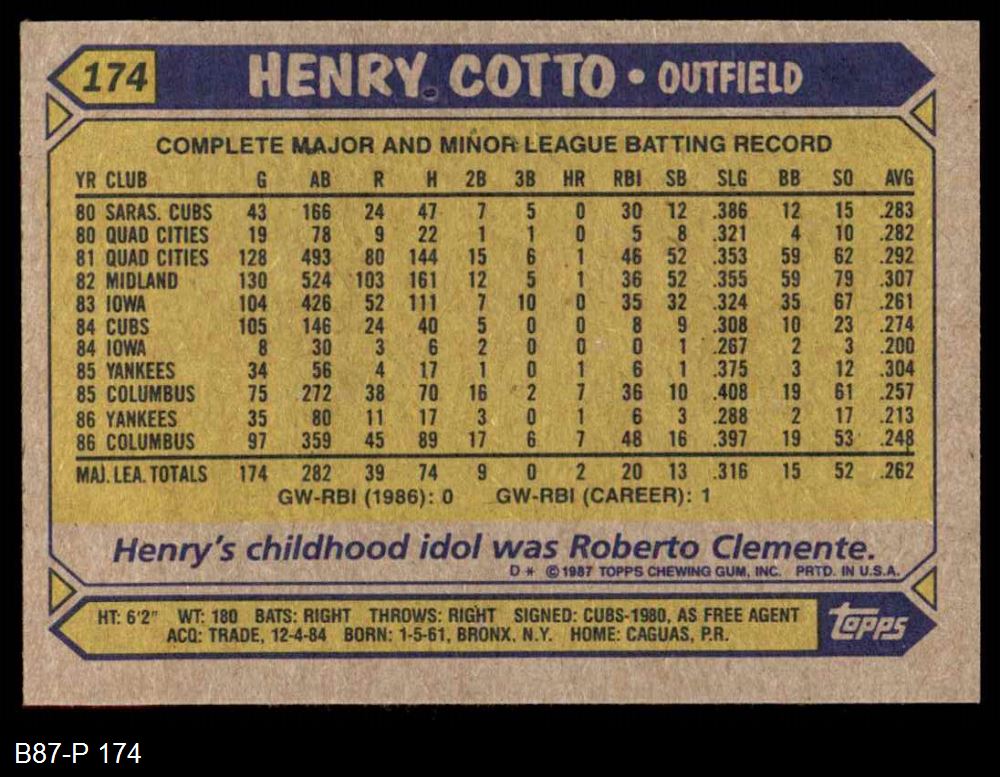 174 HENRY COTTO • OUTFIELD
COMPLETE MAJOR AND MINOR LEAGUE BATTING RECORD
YR CLUB G AB R H 2B 3B HR RBI SB SLG BB SO AVG
80 SARAS. CUBS 43 166 24 47 7 5 0 30 12 .386 12 15 .283
80 QUAD CITIES 19 78 9 22 1 1 0 5 8 .321 4 10 .282
81 QUAD CITIES 128 493 80 144 15 6 1 46 52 .353 59 62 .292
82 MIDLAND 130 524 103 161 12 5 1 36 52 .355 59 79 .307
83 IOWA 104 426 52 111 7 10 0 35 32 .324 35 67 .261
84 CUBS 105 146 24 40 5 0 0 8 9 .308 10 23 .274
84 IOWA 8 30 3 6 2 0 0 0 1 .267 2 3 .200
85 YANKEES 34 56 4 17 1 0 1 6 1 .375 3 12 .304
85 COLUMBUS 75 272 38 70 16 2 7 36 10 .408 19 61 .257
86 YANKEES 35 80 11 17 3 0 1 6 3 .288 2 17 .213
86 COLUMBUS 97 359 45 89 17 6 7 48 16 .397 19 53 .248
MAJ. LEA. TOTALS 174 282 39 74 9 0 2 20 13 .316 15 52 .262
GW-RBI (1986): 0 GW-RBI (CAREER): 1
Henry's childhood idol was Roberto Clemente.
D * © 1987 TOPPS CHEWING GUM, INC. PRTD. IN U.S.A.
HT: 6'2" WT: 180 BATS: RIGHT THROWS: RIGHT SIGNED: CUBS-1980, AS FREE AGENT
ACQ: TRADE, 12-4-84 BORN: 1-5-61, BRONX, N.Y. HOME: CAGUAS, P.R.
topps
B87-P 174